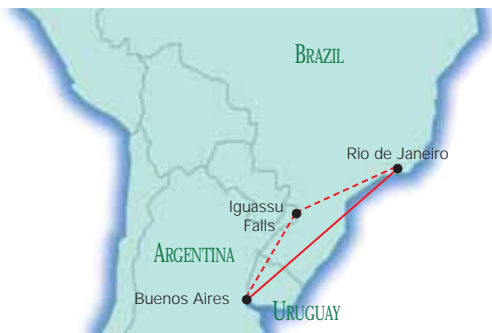 BRAZIL
Rio de Janeiro
Iguassu
Falls
ARGENTINA
Buenos Aires
URUGUAY